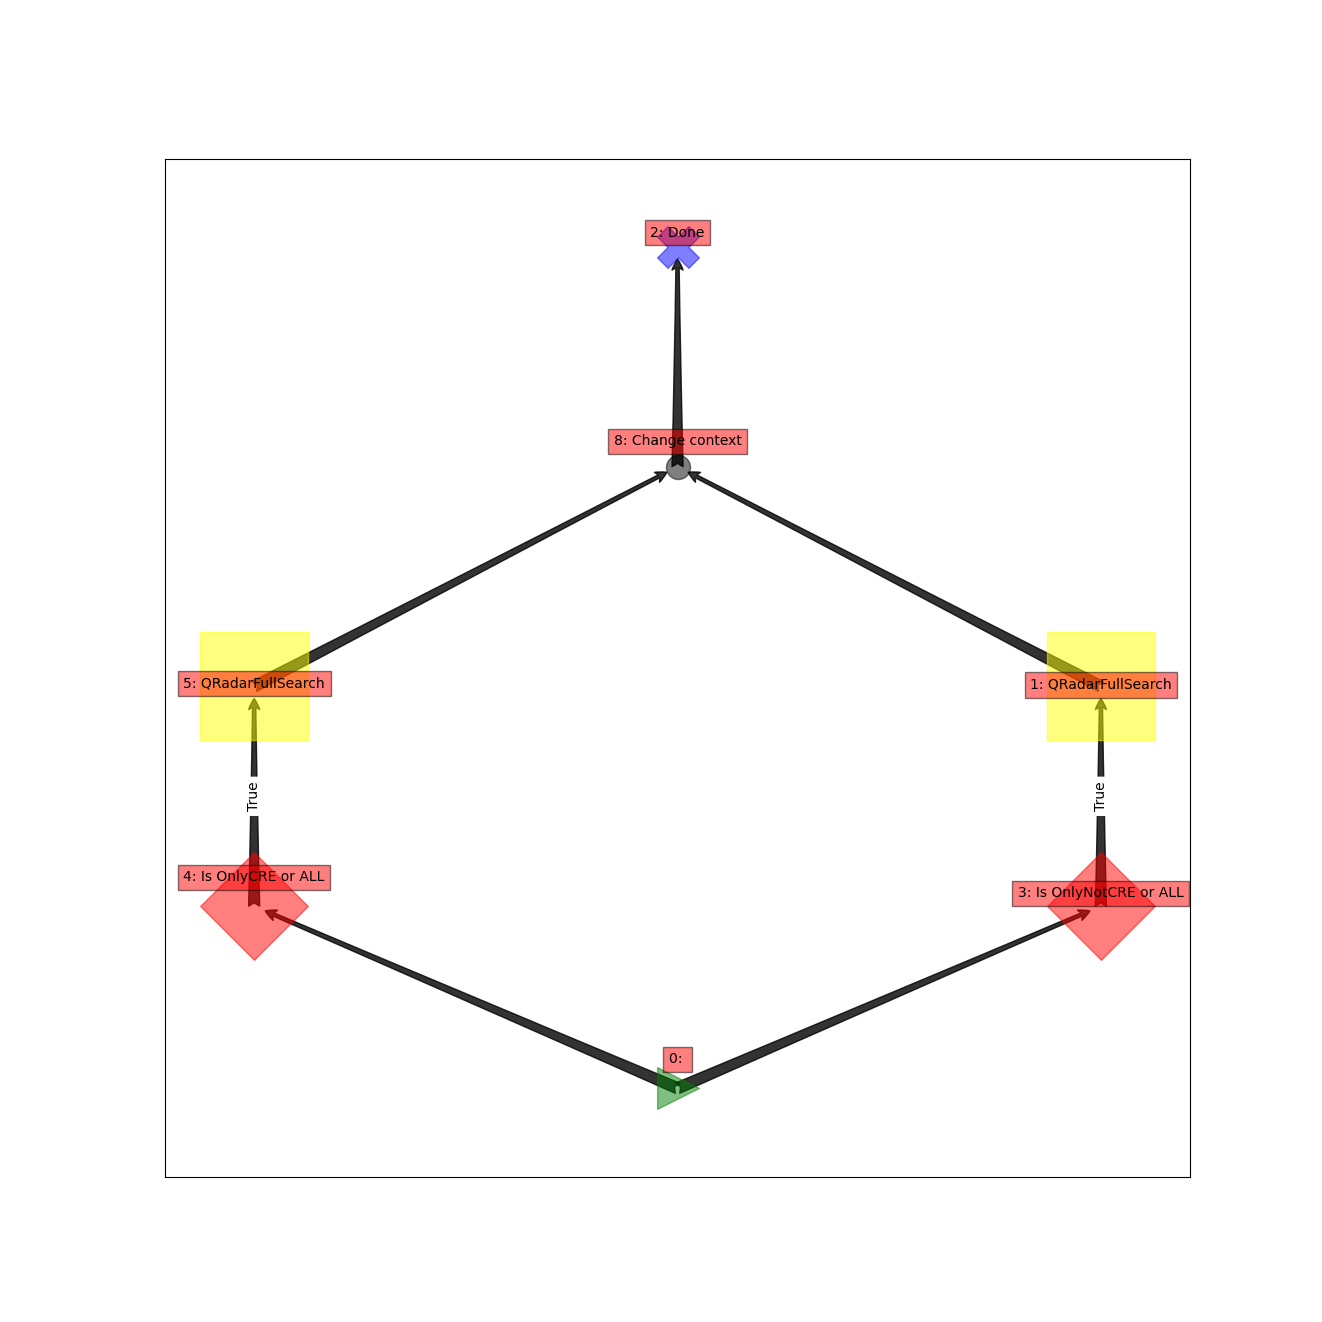 2: Done
8: Change context
5: QRadarFullSearch
1: QRadarFullSearch
True
True
4: Is OnlyCRE or ALL
3: Is OnlyNotCRE or ALL
0: